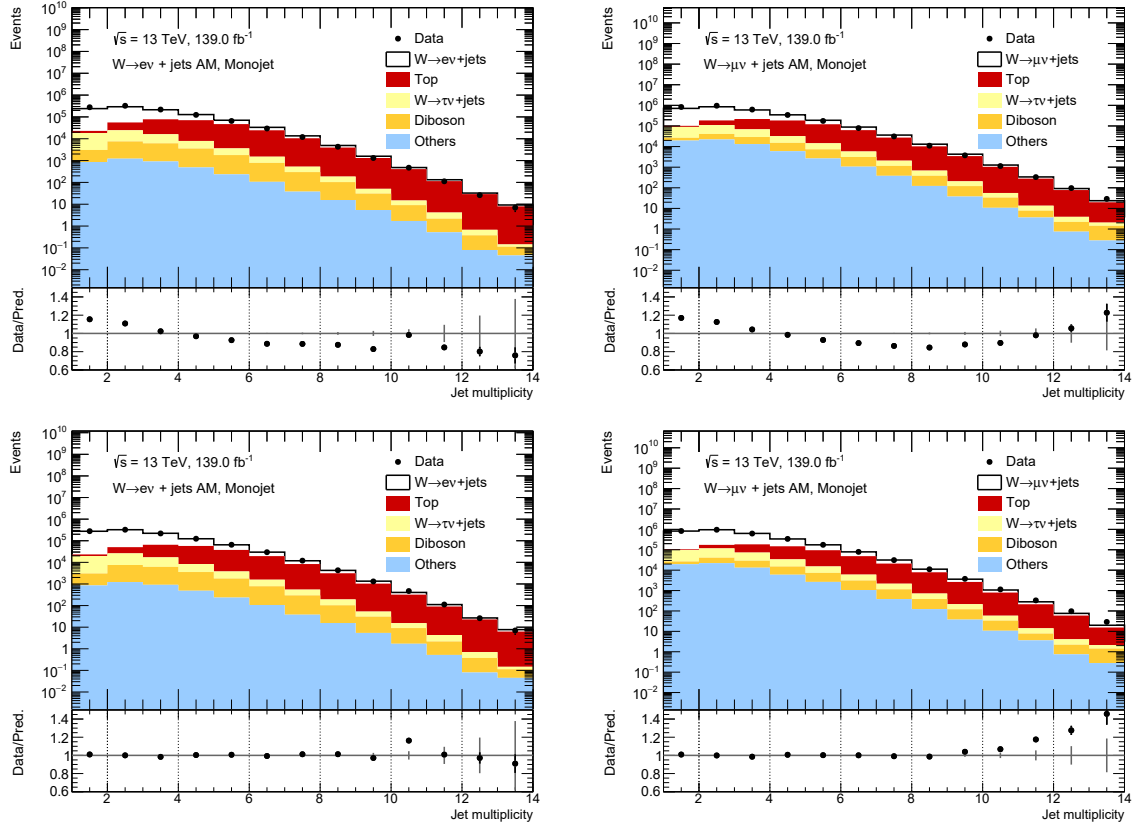 Events
10¹⁰
10⁹
10⁸
10⁷
10⁶
10⁵
10⁴
10³
10²
10
1
10⁻¹
10⁻²
√s = 13 TeV, 139.0 fb⁻¹
W→eν + jets AM, Monojet
Data
W→eν+jets
Top
W→τν+jets
Diboson
Others
Data/Pred.
1.4
1.2
1
0.8
0.6
2 4 6 8 10 12 14
Jet multiplicity
Events
10¹⁰
10⁹
10⁸
10⁷
10⁶
10⁵
10⁴
10³
10²
10
1
10⁻¹
10⁻²
√s = 13 TeV, 139.0 fb⁻¹
W→μν + jets AM, Monojet
Data
W→μν+jets
Top
W→τν+jets
Diboson
Others
Data/Pred.
1.4
1.2
1
0.8
0.6
2 4 6 8 10 12 14
Jet multiplicity
Events
10¹⁰
10⁹
10⁸
10⁷
10⁶
10⁵
10⁴
10³
10²
10
1
10⁻¹
10⁻²
√s = 13 TeV, 139.0 fb⁻¹
W→eν + jets AM, Monojet
Data
W→eν+jets
Top
W→τν+jets
Diboson
Others
Data/Pred.
1.4
1.2
1
0.8
0.6
2 4 6 8 10 12 14
Jet multiplicity
Events
10¹⁰
10⁹
10⁸
10⁷
10⁶
10⁵
10⁴
10³
10²
10
1
10⁻¹
10⁻²
√s = 13 TeV, 139.0 fb⁻¹
W→μν + jets AM, Monojet
Data
W→μν+jets
Top
W→τν+jets
Diboson
Others
Data/Pred.
1.4
1.2
1
0.8
0.6
2 4 6 8 10 12 14
Jet multiplicity